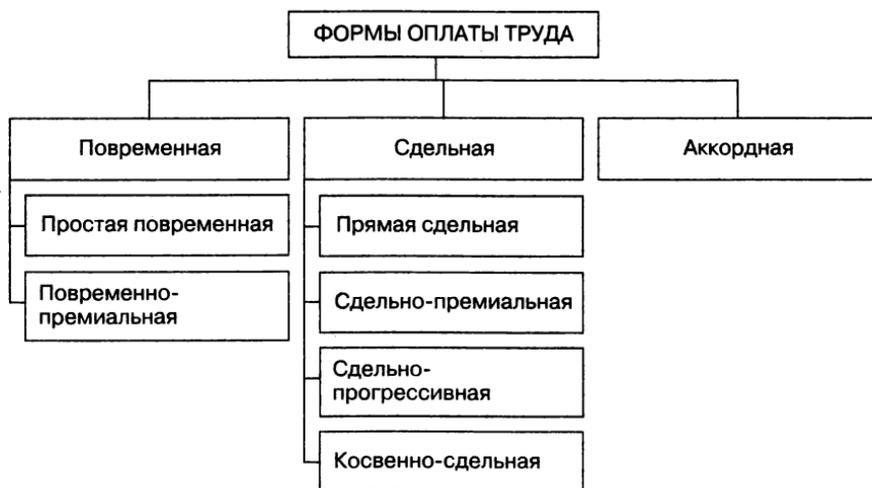 ФОРМЫ ОПЛАТЫ ТРУДА
Повременная
Сдельная
Аккордная
Простая повременная
Повременно-
премиальная
Прямая сдельная
Сдельно-премиальная
Сдельно-
прогрессивная
Косвенно-сдельная